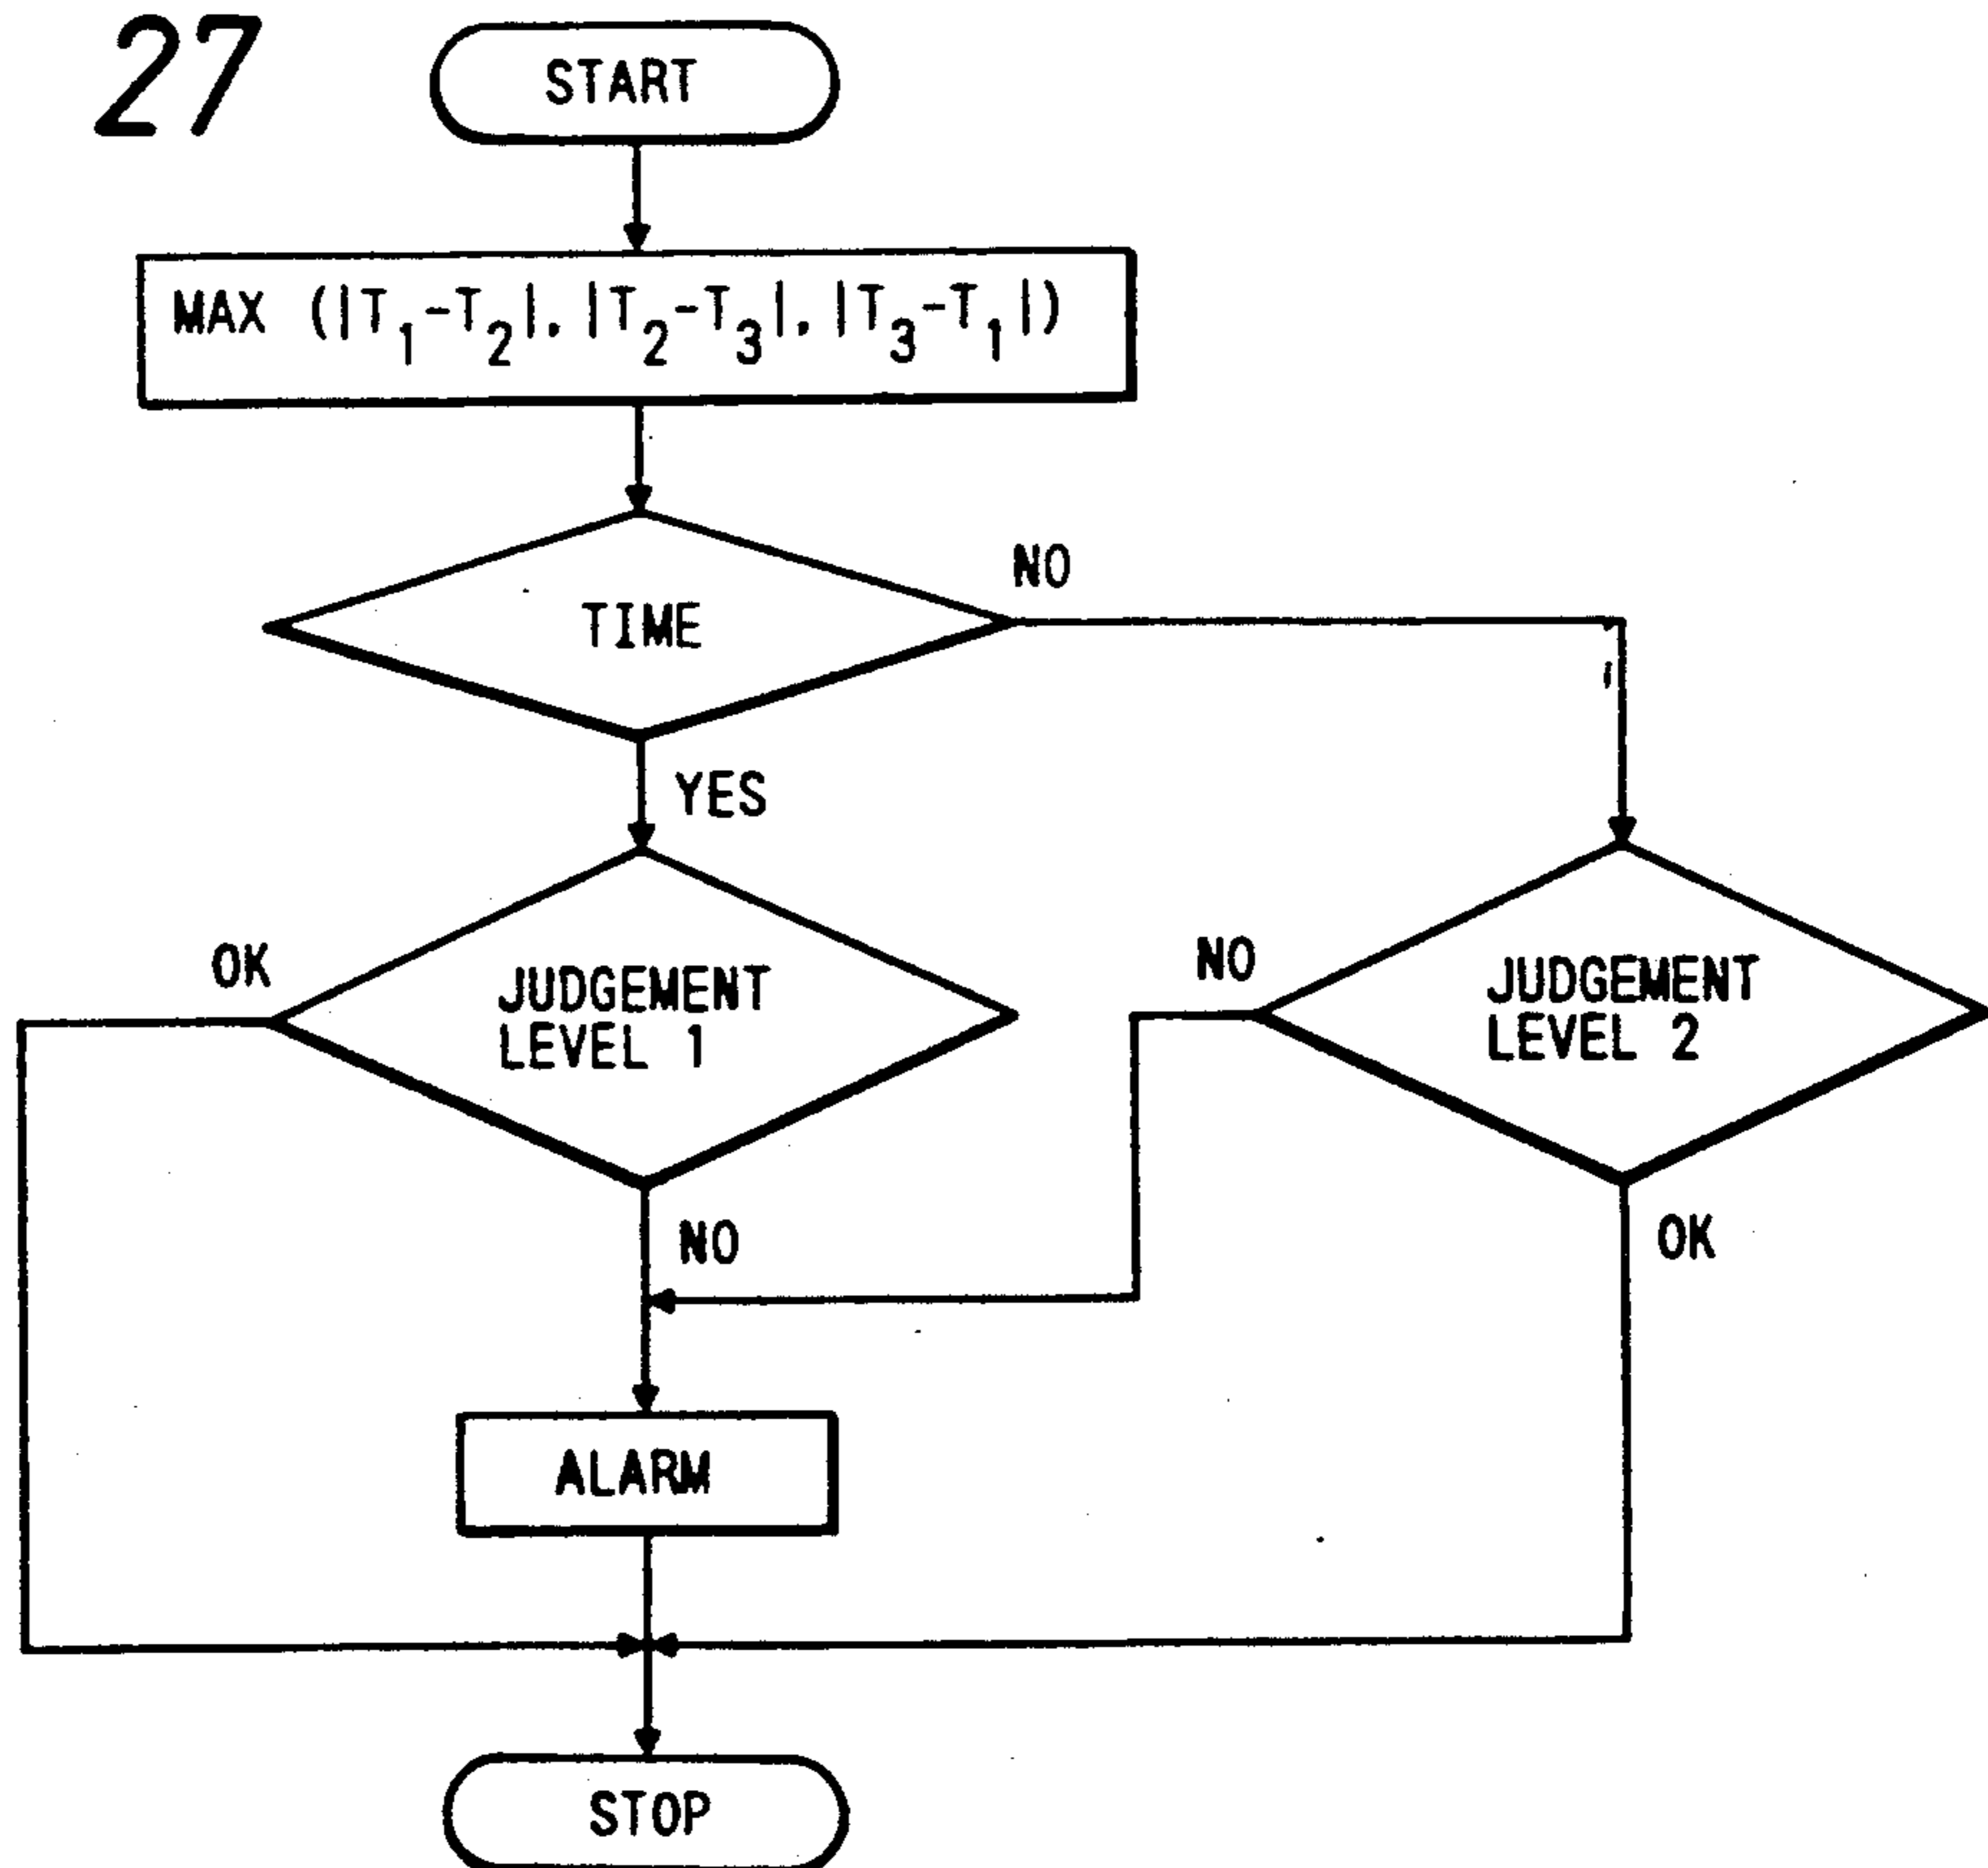 27
START
MAX (|T₁-T₂|, |T₂-T₃|, |T₃-T₁|)
TIME
NO
YES
OK
JUDGEMENT
LEVEL 1
NO
JUDGEMENT
LEVEL 2
NO
OK
ALARM
STOP